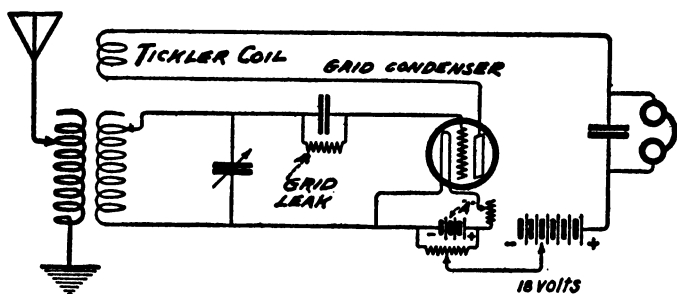 TICKLER COIL
GRID CONDENSER
GRID
LEAK
- +
- +
18 VOLTS